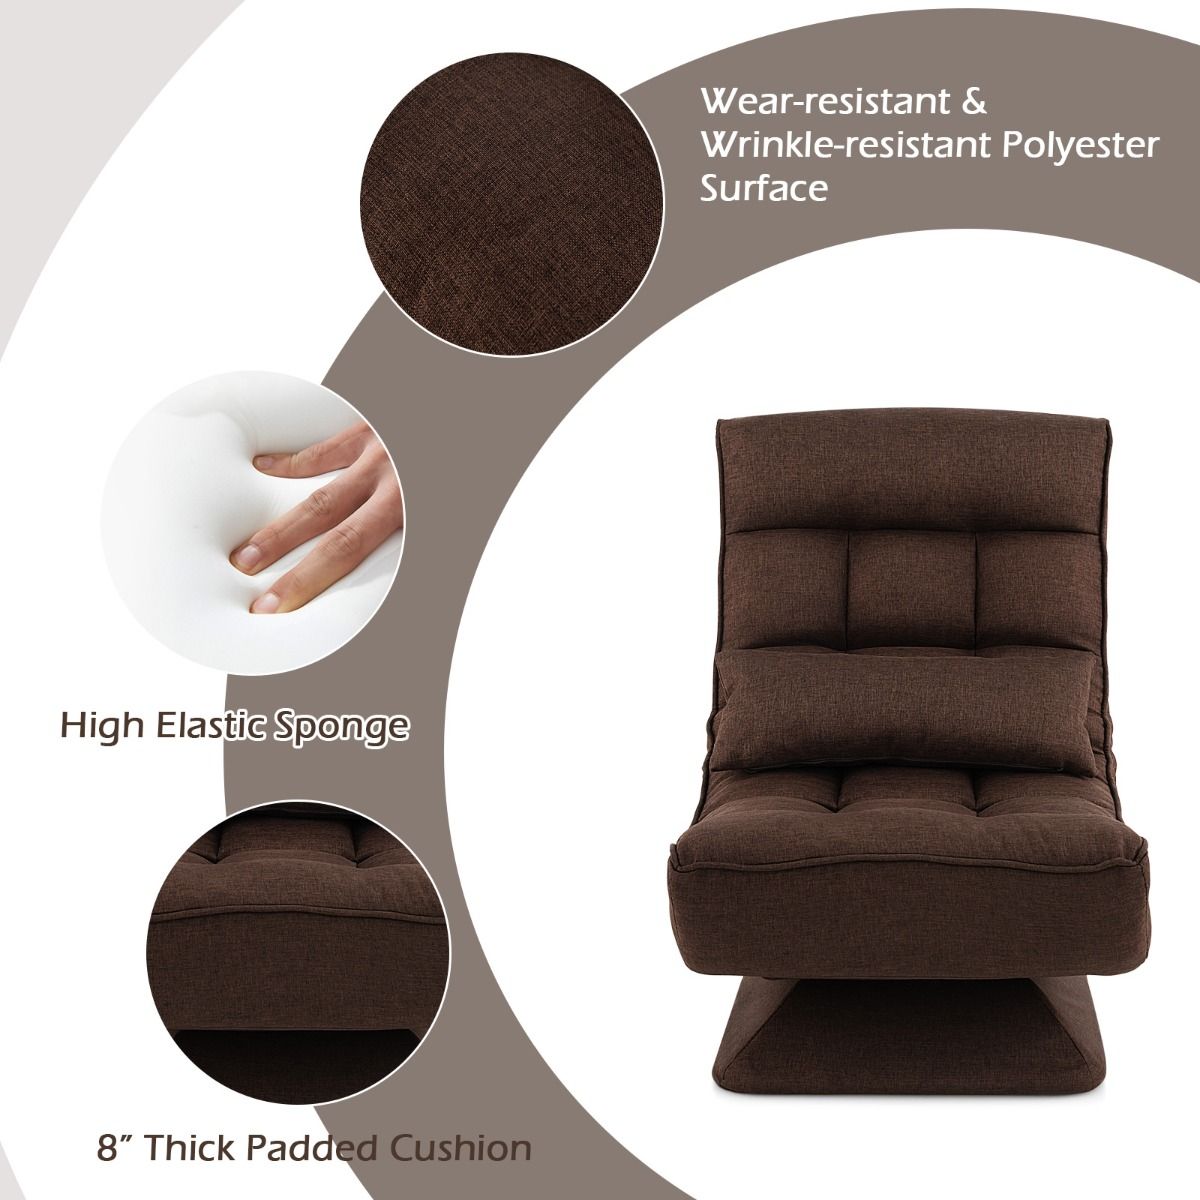 Wear-resistant &
Wrinkle-resistant Polyester
Surface
High Elastic Sponge
8” Thick Padded Cushion